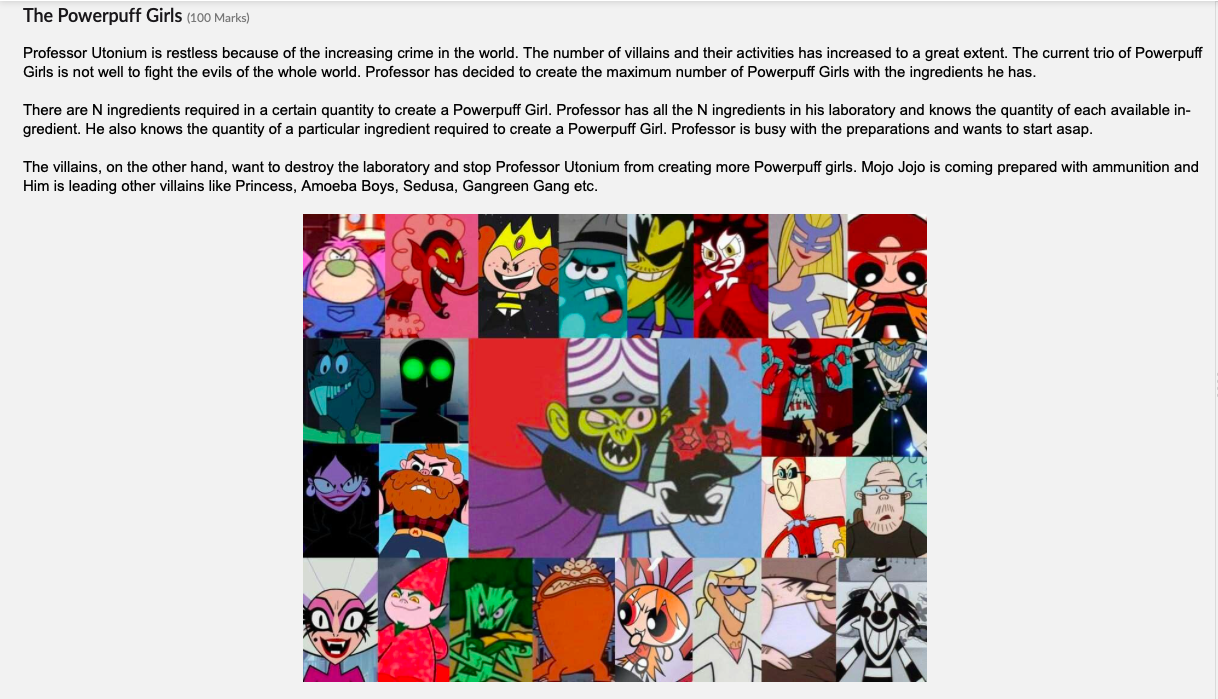 The Powerpuff Girls (100 Marks)
Professor Utonium is restless because of the increasing crime in the world. The number of villains and their activities has increased to a great extent. The current trio of Powerpuff
Girls is not well to fight the evils of the whole world. Professor has decided to create the maximum number of Powerpuff Girls with the ingredients he has.
There are N ingredients required in a certain quantity to create a Powerpuff Girl. Professor has all the N ingredients in his laboratory and knows the quantity of each available in-
gredient. He also knows the quantity of a particular ingredient required to create a Powerpuff Girl. Professor is busy with the preparations and wants to start asap.
The villains, on the other hand, want to destroy the laboratory and stop Professor Utonium from creating more Powerpuff girls. Mojo Jojo is coming prepared with ammunition and
Him is leading other villains like Princess, Amoeba Boys, Sedusa, Gangreen Gang etc.